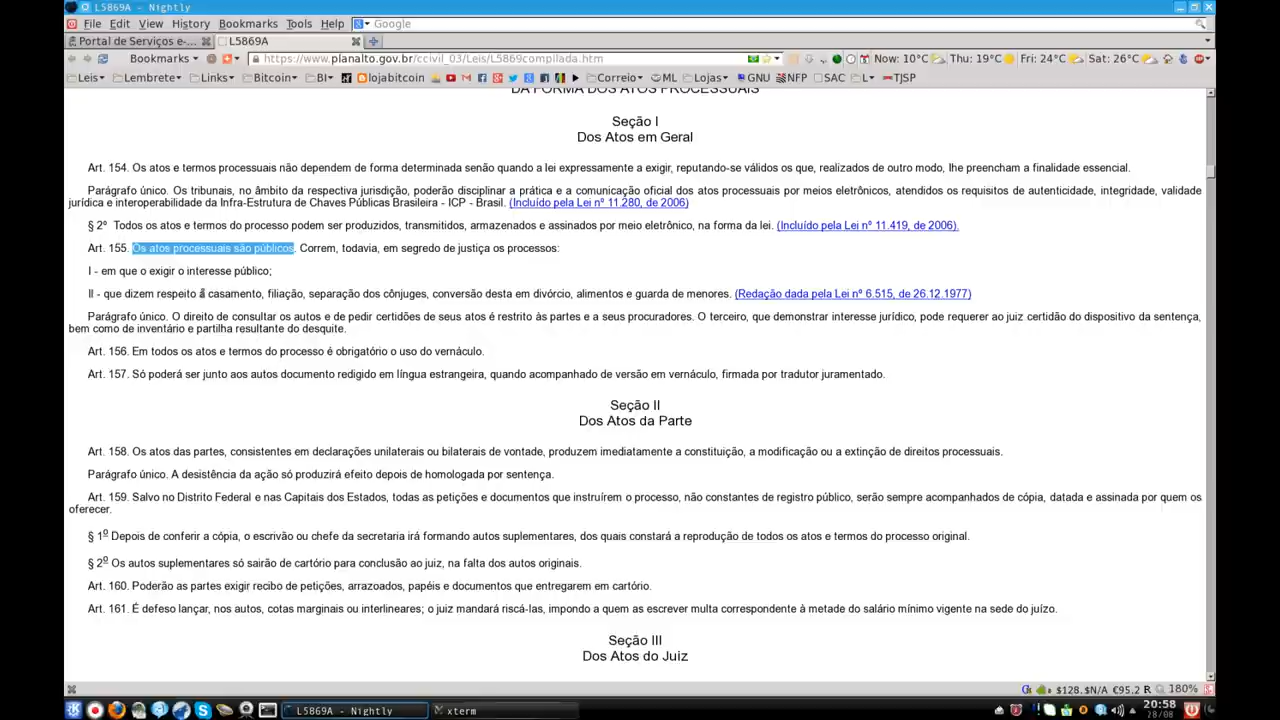 L5869A - Nightly
File Edit View History Bookmarks Tools Help Google
Portal de Serviços e-... L5869A
Bookmarks https://www.planalto.gov.br/ccivil_03/Leis/L5869compilada.htm Now: 10°C Thu: 19°C Fri: 24°C Sat: 26°C
Leis Lembrete Links Bitcoin BI lojabitcoin Correio ML Lojas GNU NFP SAC L TJSP
DA FORMA DOS ATOS PROCESSUAIS
Seção I
Dos Atos em Geral
Art. 154. Os atos e termos processuais não dependem de forma determinada senão quando a lei expressamente a exigir, reputando-se válidos os que, realizados de outro modo, lhe preencham a finalidade essencial.
Parágrafo único. Os tribunais, no âmbito da respectiva jurisdição, poderão disciplinar a prática e a comunicação oficial dos atos processuais por meios eletrônicos, atendidos os requisitos de autenticidade, integridade, validade
jurídica e interoperabilidade da Infra-Estrutura de Chaves Públicas Brasileira - ICP - Brasil. (Incluído pela Lei nº 11.280, de 2006)
§ 2º Todos os atos e termos do processo podem ser produzidos, transmitidos, armazenados e assinados por meio eletrônico, na forma da lei. (Incluído pela Lei nº 11.419, de 2006).
Art. 155. Os atos processuais são públicos. Correm, todavia, em segredo de justiça os processos:
I - em que o exigir o interesse público;
II - que dizem respeito a casamento, filiação, separação dos cônjuges, conversão desta em divórcio, alimentos e guarda de menores. (Redação dada pela Lei nº 6.515, de 26.12.1977)
Parágrafo único. O direito de consultar os autos e de pedir certidões de seus atos é restrito às partes e a seus procuradores. O terceiro, que demonstrar interesse jurídico, pode requerer ao juiz certidão do dispositivo da sentença,
bem como de inventário e partilha resultante do desquite.
Art. 156. Em todos os atos e termos do processo é obrigatório o uso do vernáculo.
Art. 157. Só poderá ser junto aos autos documento redigido em língua estrangeira, quando acompanhado de versão em vernáculo, firmada por tradutor juramentado.
Seção II
Dos Atos da Parte
Art. 158. Os atos das partes, consistentes em declarações unilaterais ou bilaterais de vontade, produzem imediatamente a constituição, a modificação ou a extinção de direitos processuais.
Parágrafo único. A desistência da ação só produzirá efeito depois de homologada por sentença.
Art. 159. Salvo no Distrito Federal e nas Capitais dos Estados, todas as petições e documentos que instruírem o processo, não constantes de registro público, serão sempre acompanhados de cópia, datada e assinada por quem os
oferecer.
§ 1º Depois de conferir a cópia, o escrivão ou chefe da secretaria irá formando autos suplementares, dos quais constará a reprodução de todos os atos e termos do processo original.
§ 2º Os autos suplementares só sairão de cartório para conclusão ao juiz, na falta dos autos originais.
Art. 160. Poderão as partes exigir recibo de petições, arrazoados, papéis e documentos que entregarem em cartório.
Art. 161. É defeso lançar, nos autos, cotas marginais ou interlineares; o juiz mandará riscá-las, impondo a quem as escrever multa correspondente à metade do salário mínimo vigente na sede do juízo.
Seção III
Dos Atos do Juiz
$128.$N/A €95.2 R 180%
L5869A - Nightly xterm 20:58
28/08